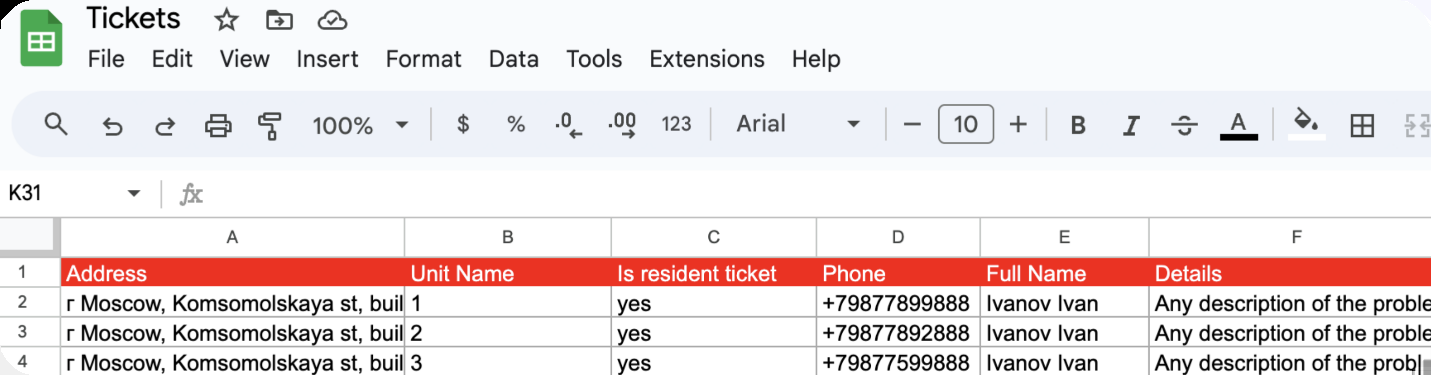 Tickets
File Edit View Insert Format Data Tools Extensions Help
100% $ % .0 .00 123 Arial 10 B I S A
K31 fx
A B C D E F
1 Address Unit Name Is resident ticket Phone Full Name Details
2 г Moscow, Komsomolskaya st, buil 1 yes +79877899888 Ivanov Ivan Any description of the proble
3 г Moscow, Komsomolskaya st, buil 2 yes +79877892888 Ivanov Ivan Any description of the proble
4 г Moscow, Komsomolskaya st, buil 3 yes +79877599888 Ivanov Ivan Any description of the probl